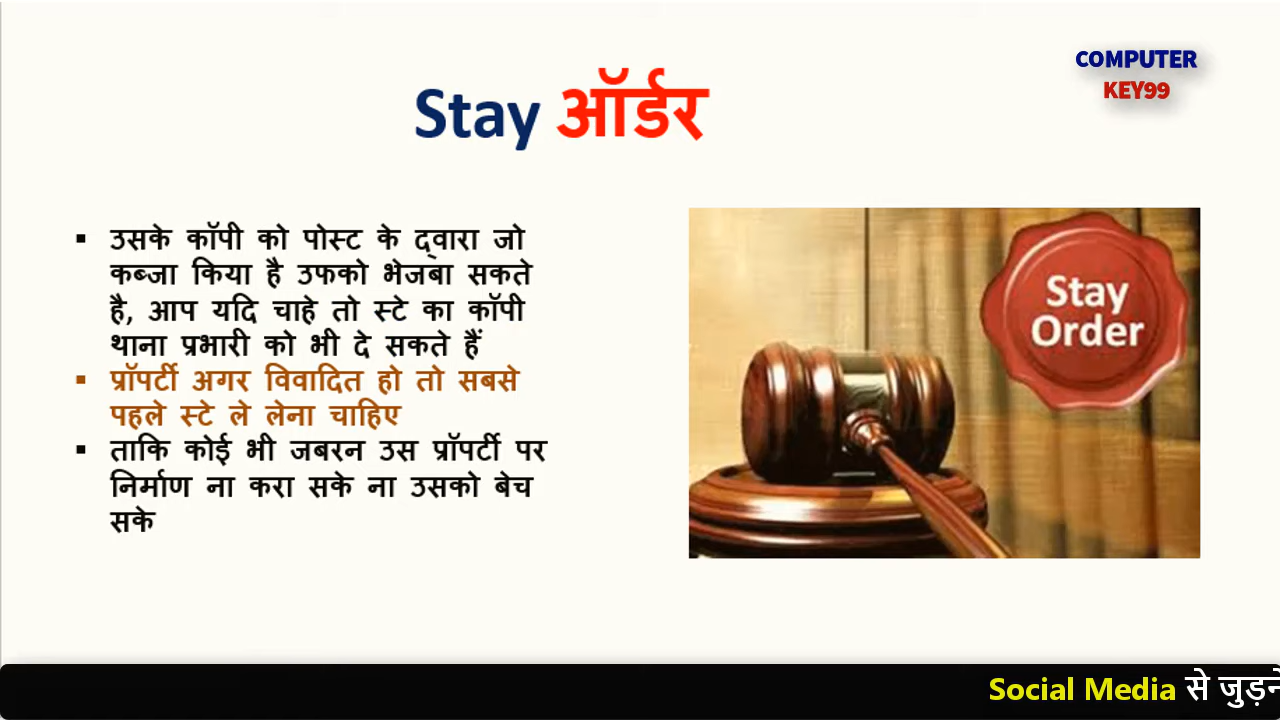 COMPUTER
KEY99
Stay ऑर्डर
▪ उसके कॉपी को पोस्ट के द्वारा जो
कब्जा किया है उफको भेजबा सकते
है, आप यदि चाहे तो स्टे का कॉपी
थाना प्रभारी को भी दे सकते हैं
▪ प्रॉपर्टी अगर विवादित हो तो सबसे
पहले स्टे ले लेना चाहिए
▪ ताकि कोई भी जबरन उस प्रॉपर्टी पर
निर्माण ना करा सके ना उसको बेच
सके
Stay
Order
Social Media से जुड़ने